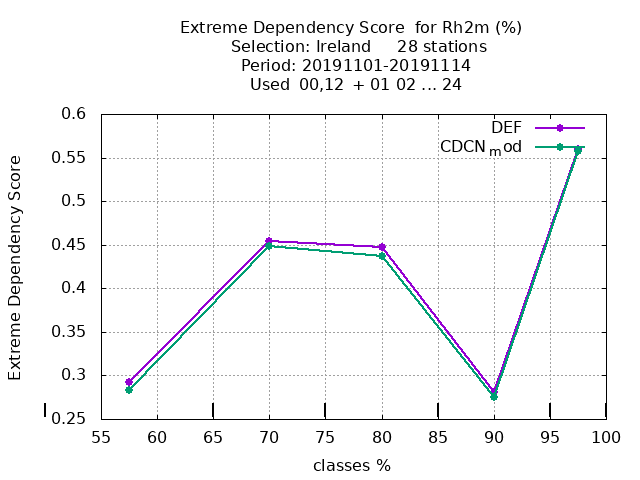 Extreme Dependency Score for Rh2m (%)
Selection: Ireland 28 stations
Period: 20191101-20191114
Used 00,12 + 01 02 ... 24
DEF
CDCNmod
Extreme Dependency Score
0.6
0.55
0.5
0.45
0.4
0.35
0.3
0.25
55 60 65 70 75 80 85 90 95 100
classes %